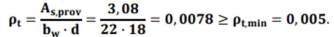 ρt = As,prov / bw · d = 3,08 / 22 · 18 = 0,0078 ≥ ρt,min = 0,005.